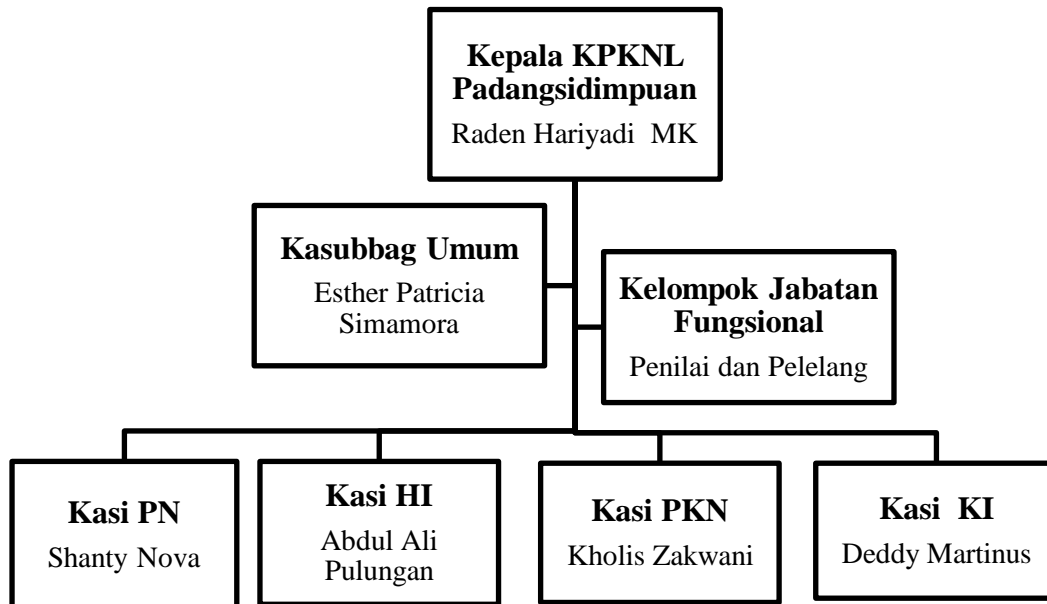 Kepala KPKNL
Padangsidimpuan
Raden Hariyadi  MK
Kasubbag Umum
Esther Patricia
Simamora
Kelompok Jabatan
Fungsional
Penilai dan Pelelang
Kasi PN
Shanty Nova
Kasi HI
Abdul Ali
Pulungan
Kasi PKN
Kholis Zakwani
Kasi  KI
Deddy Martinus